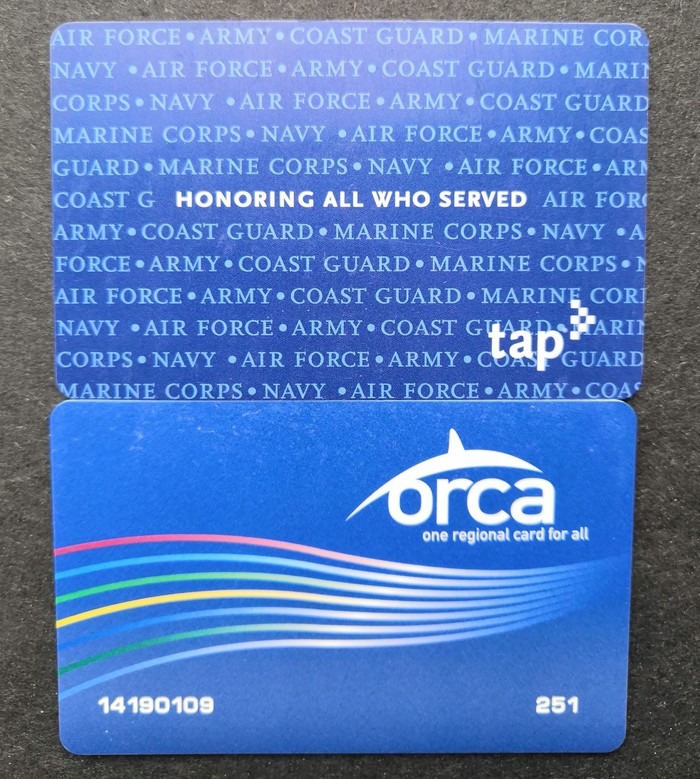 AIR FORCE • ARMY • COAST GUARD • MARINE COR
NAVY • AIR FORCE • ARMY • COAST GUARD • MARIN
CORPS • NAVY • AIR FORCE • ARMY • COAST GUARD
MARINE CORPS • NAVY • AIR FORCE • ARMY • COAS
GUARD • MARINE CORPS • NAVY • AIR FORCE • ARM
COAST G HONORING ALL WHO SERVED AIR FORC
ARMY • COAST GUARD • MARINE CORPS • NAVY • A
FORCE • ARMY • COAST GUARD • MARINE CORPS • N
AIR FORCE • ARMY • COAST GUARD • MARINE CORP
NAVY • AIR FORCE • ARMY • COAST GUARD • MARIN
tap
CORPS • NAVY • AIR FORCE • ARMY • COAST GUARD
MARINE CORPS • NAVY • AIR FORCE • ARMY • COAS
orca
one regional card for all
14190109 251